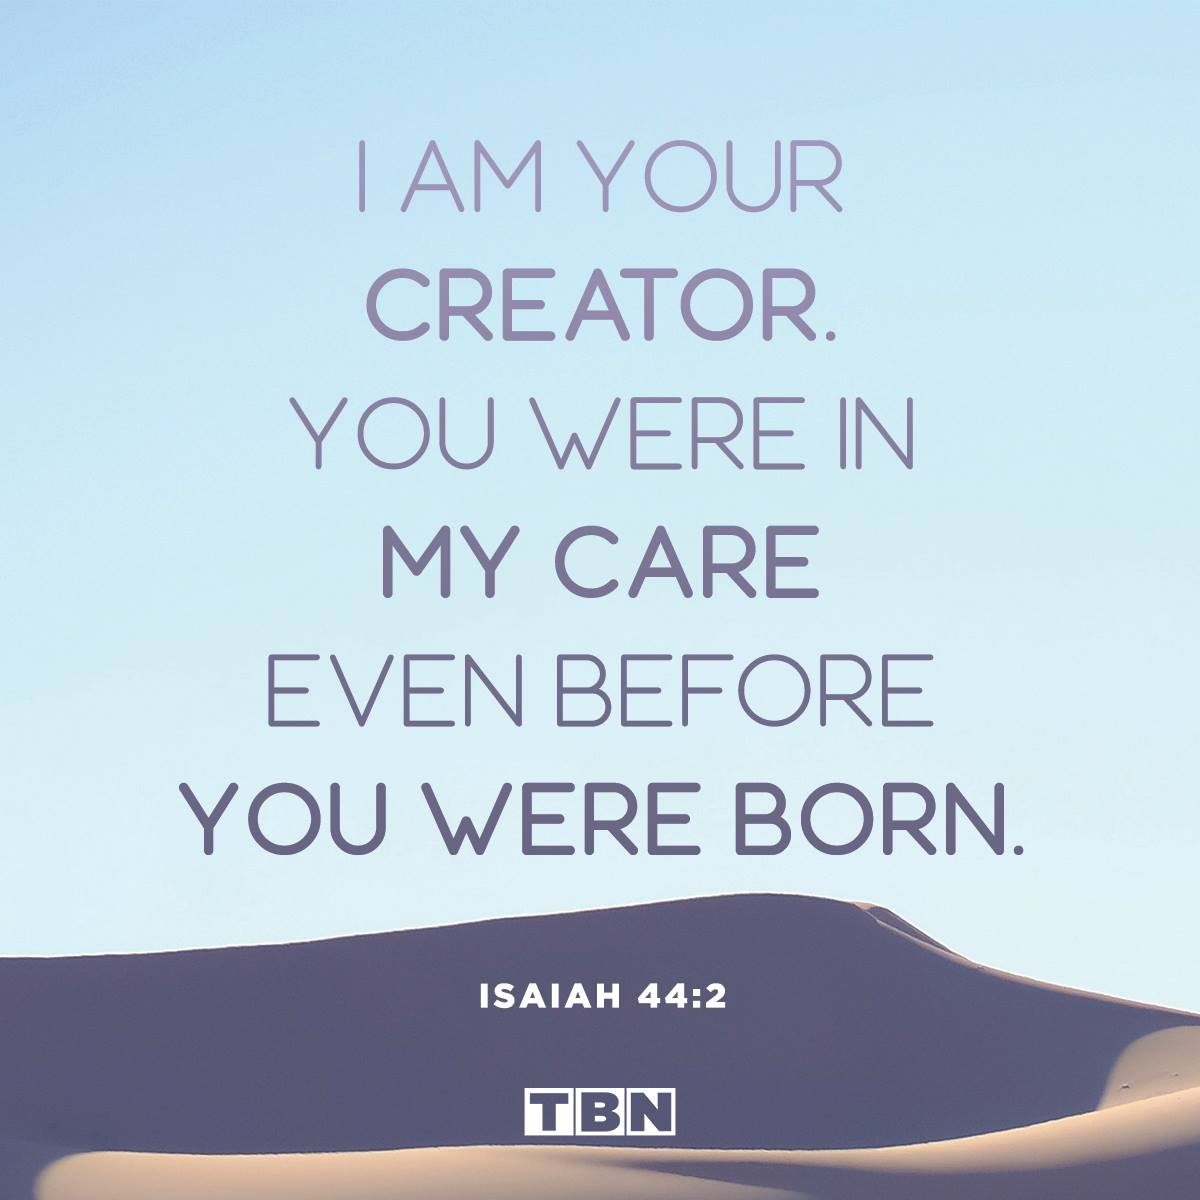 I AM YOUR
CREATOR.
YOU WERE IN
MY CARE
EVEN BEFORE
YOU WERE BORN.
ISAIAH 44:2
TBN